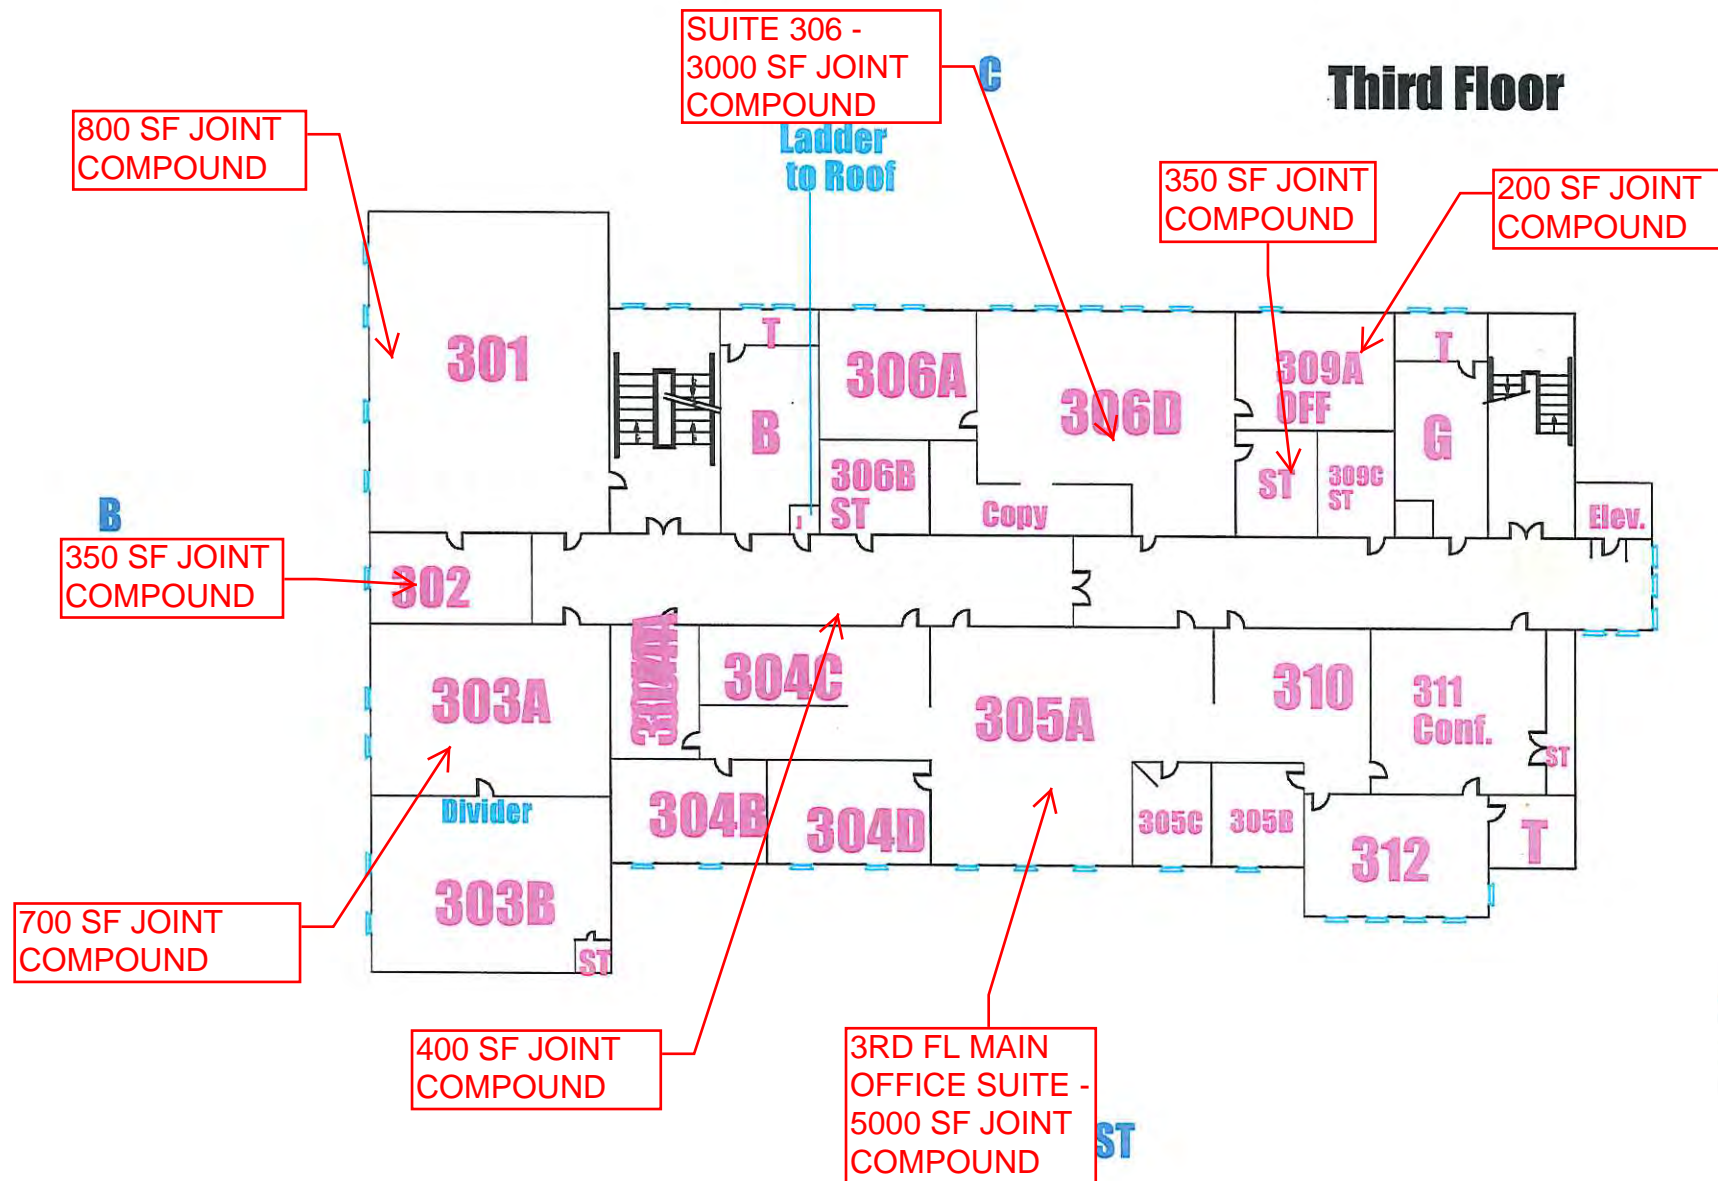 SUITE 306 -
3000 SF JOINT
COMPOUND
C
Third Floor
800 SF JOINT
COMPOUND
Ladder
to Roof
350 SF JOINT
COMPOUND
200 SF JOINT
COMPOUND
301
T
306A
306D
309A
OFF
T
B
G
306B
ST
Copy
ST
309C
ST
J
Elev.
B
350 SF JOINT
COMPOUND
302
303A
304C
305A
310
311
Conf.
ST
Divider
304B
304D
305C
305B
312
T
303B
ST
700 SF JOINT
COMPOUND
400 SF JOINT
COMPOUND
3RD FL MAIN
OFFICE SUITE -
5000 SF JOINT
COMPOUND
ST